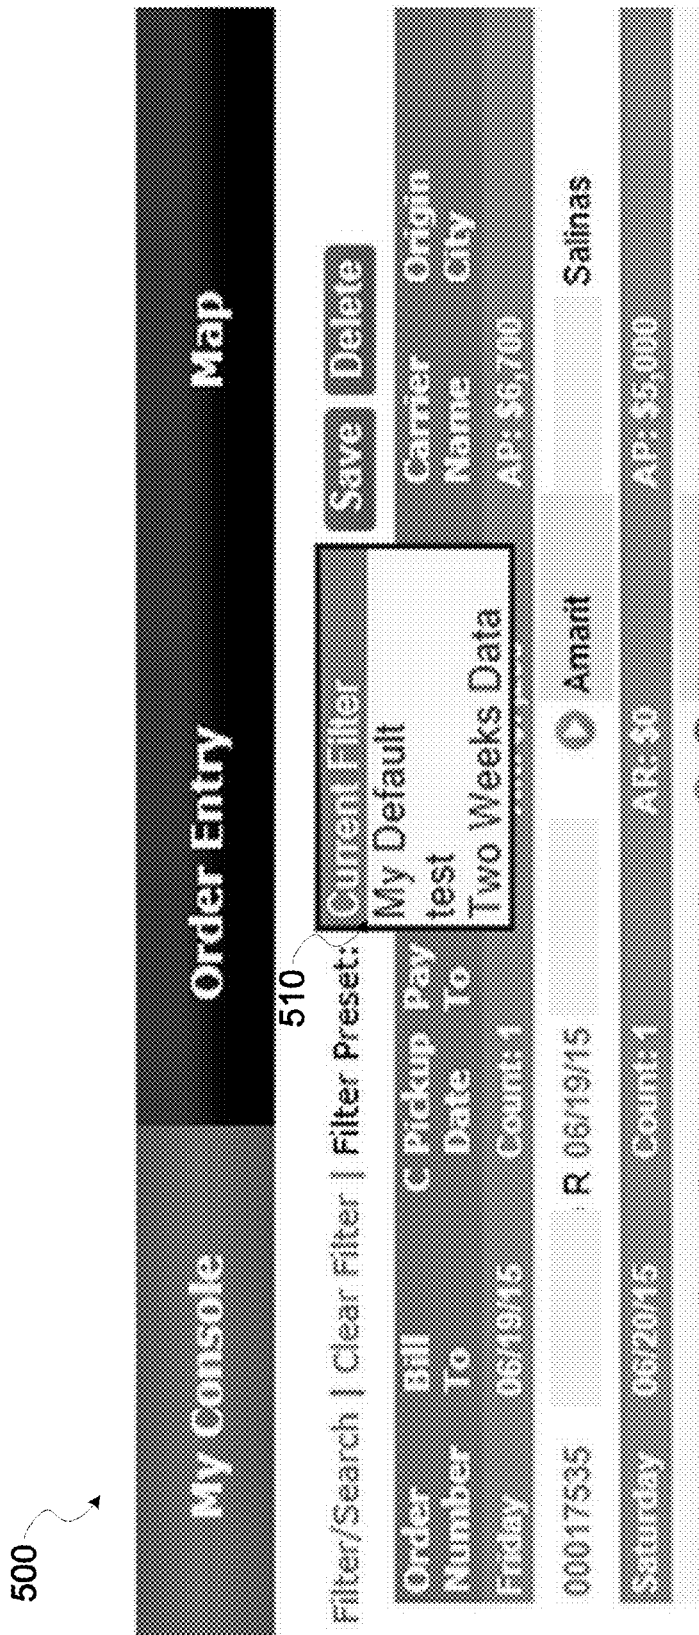 500
My Console Order Entry Map
510
Filter/Search | Clear Filter | Filter Preset: Current Filter Save Delete
My Default
test
Two Weeks Data
Order Bill C Pickup Pay Carrier Origin
Number To Date To Name City
Friday 06/19/15 Count: 1 AP: $6,700
00017535 R 06/19/15 Amarit Salinas
Saturday 06/20/15 Count: 1 AR: $0 AP: $5,000